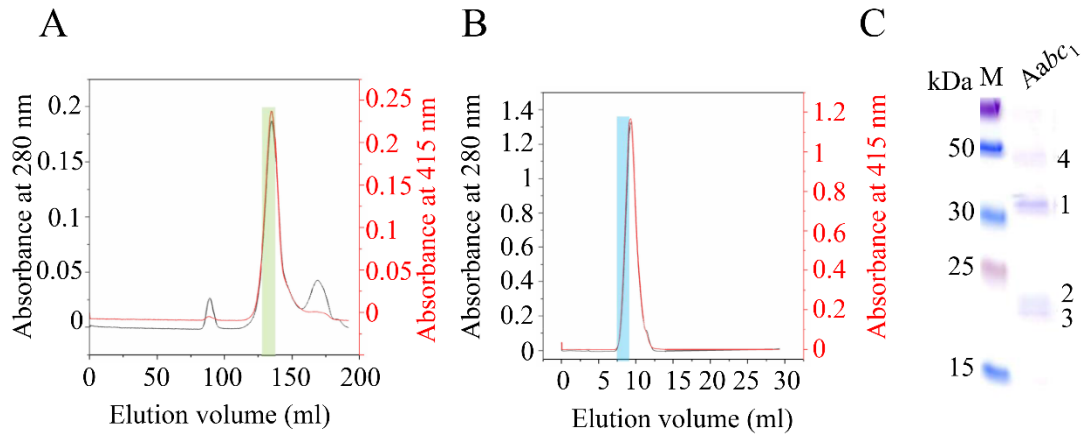 A
Absorbance at 280 nm
0.2
0.15
0.1
0.05
0
0.25
0.2
0.15
0.1
0.05
0
Absorbance at 415 nm
0 50 100 150 200
Elution volume (ml)
B
Absorbance at 280 nm
1.4
1.2
1
0.8
0.6
0.4
0.2
0
1.2
1
0.8
0.6
0.4
0.2
0
Absorbance at 415 nm
0 5 10 15 20 25 30
Elution volume (ml)
C
kDa M Aabc₁
50
30
25
15
4
1
2
3